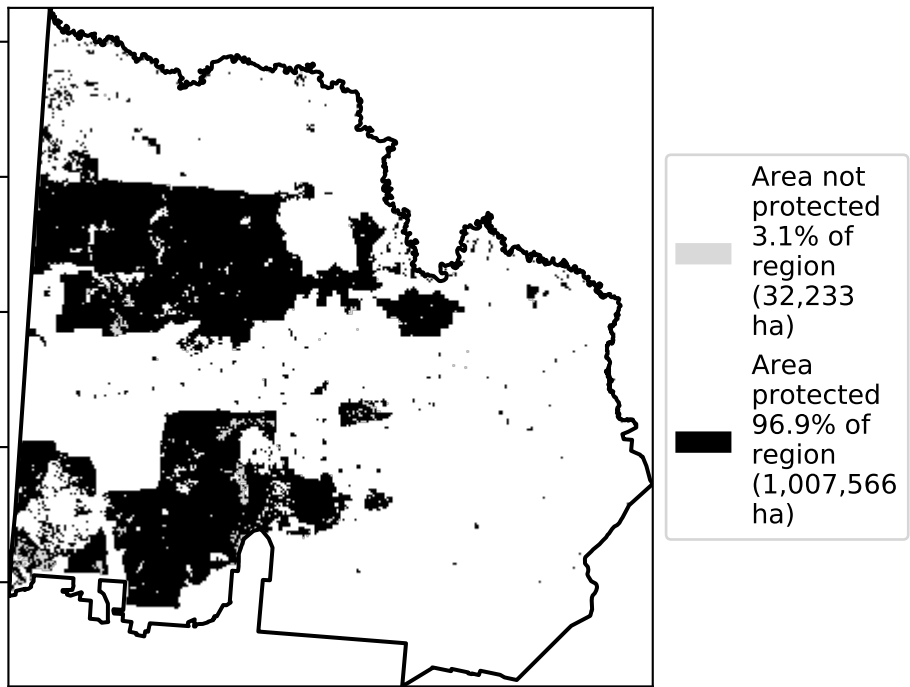 Area not
protected
3.1% of
region
(32,233
ha)
Area
protected
96.9% of
region
(1,007,566
ha)